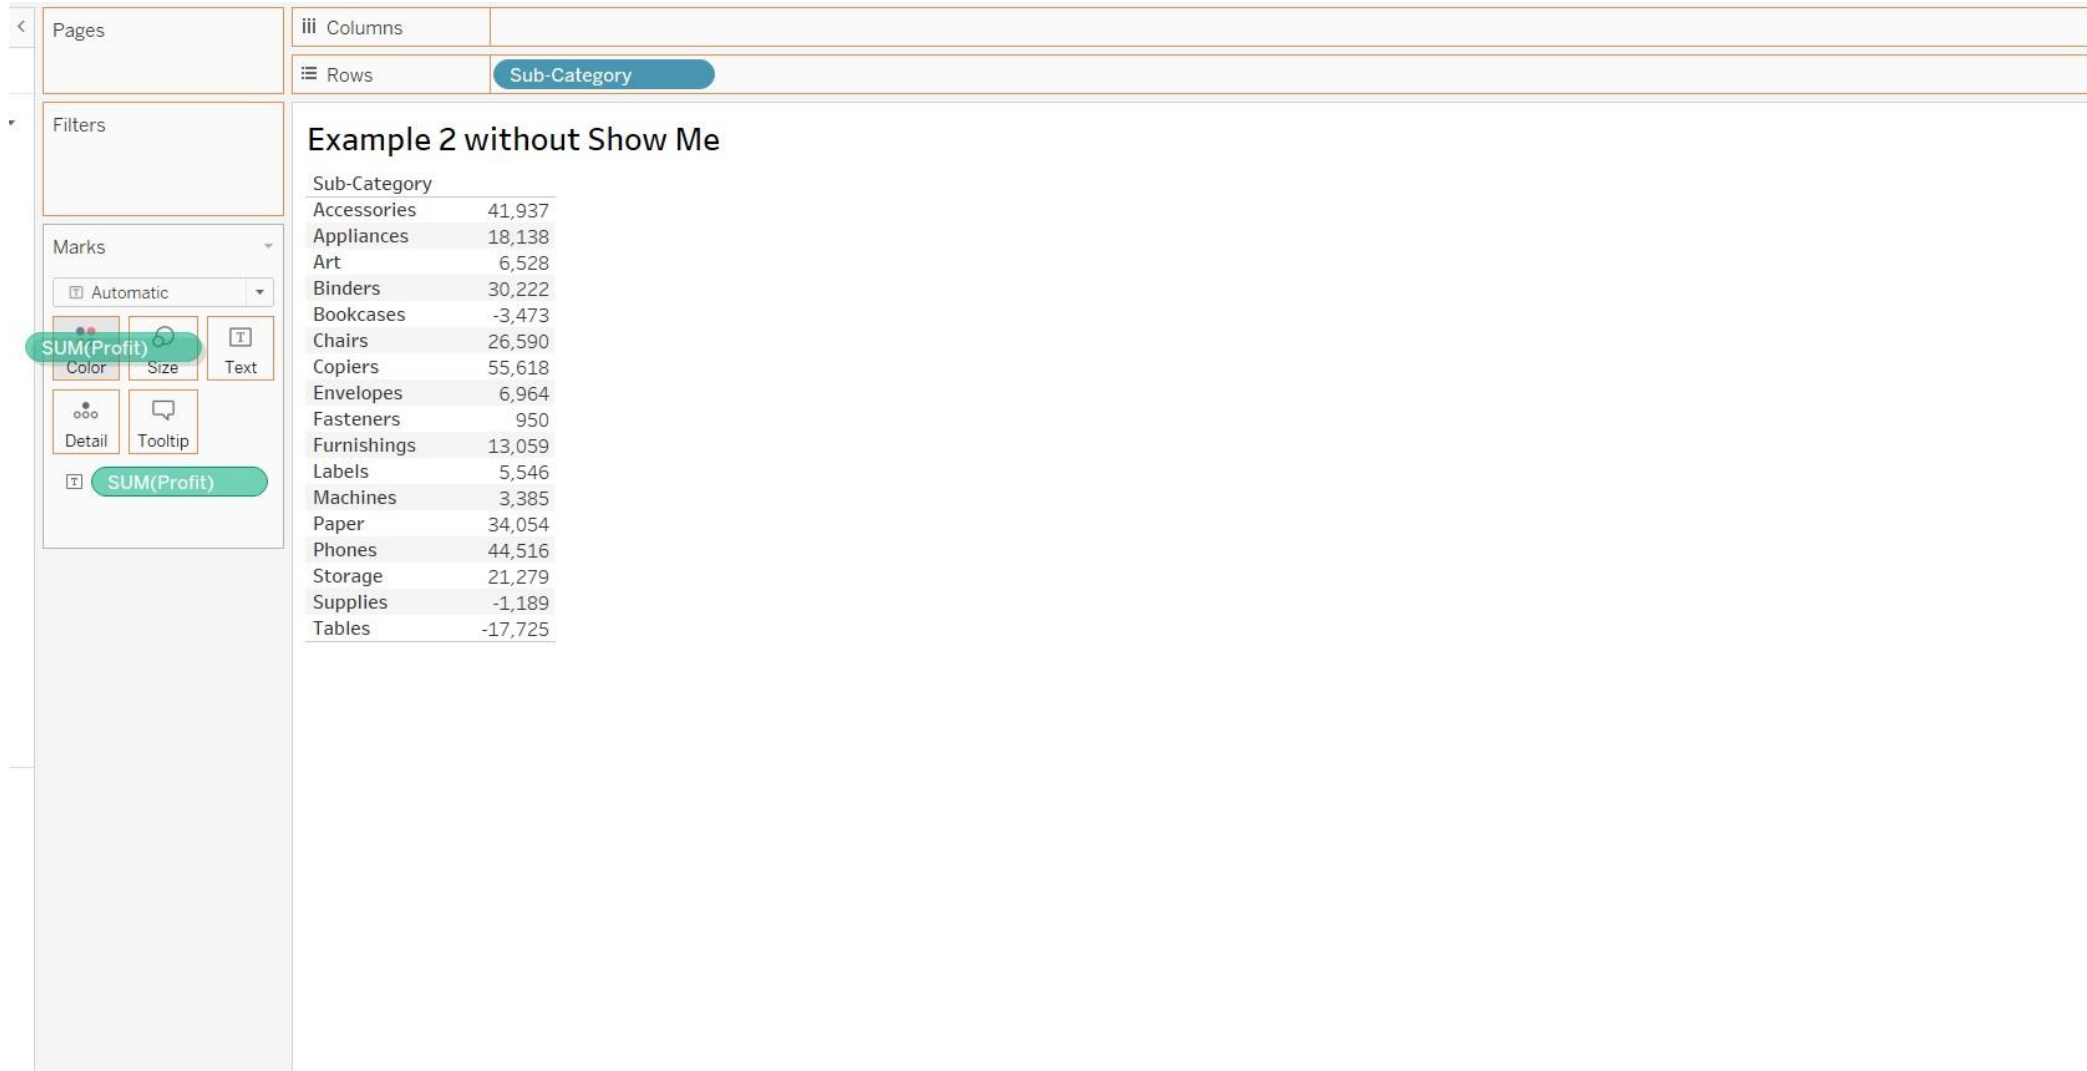 Pages
Columns
Rows
Sub-Category
Filters
Example 2 without Show Me
Marks
Automatic
SUM(Profit)
Color
Size
T
Text
Detail
Tooltip
T SUM(Profit)
Sub-Category
Accessories 41,937
Appliances 18,138
Art 6,528
Binders 30,222
Bookcases -3,473
Chairs 26,590
Copiers 55,618
Envelopes 6,964
Fasteners 950
Furnishings 13,059
Labels 5,546
Machines 3,385
Paper 34,054
Phones 44,516
Storage 21,279
Supplies -1,189
Tables -17,725